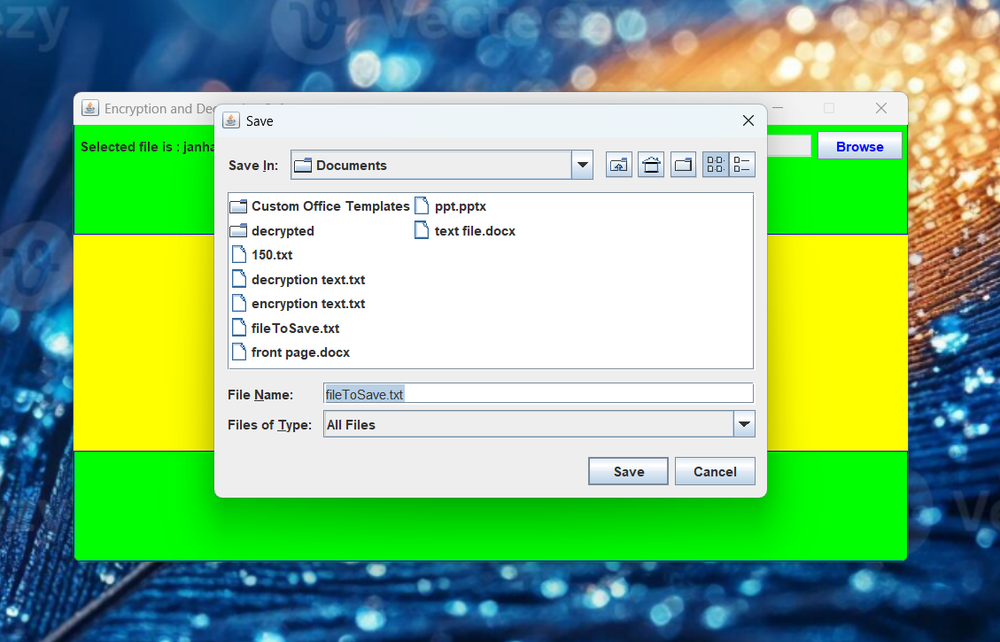 Vecteezy
Encryption and De
Save
Selected file is : janha
Browse
Save In:
Documents
Custom Office Templates
ppt.pptx
decrypted
text file.docx
150.txt
decryption text.txt
encryption text.txt
fileToSave.txt
front page.docx
File Name:
fileToSave.txt
Files of Type:
All Files
Save
Cancel